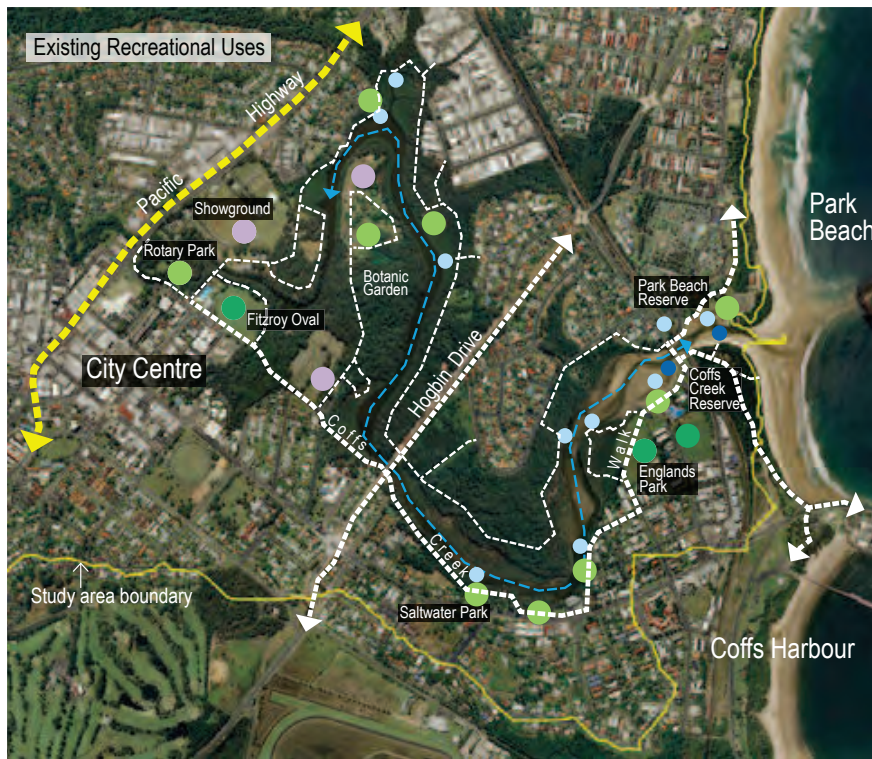 Existing Recreational Uses
Pacific Highway
Showground
Rotary Park
Fitzroy Oval
Botanic
Garden
City Centre
Hogbin Drive
Park
Beach
Park Beach
Reserve
Coffs
Creek
Reserve
Englands
Park
Coffs Creek Walk
Saltwater Park
Study area boundary
Coffs Harbour